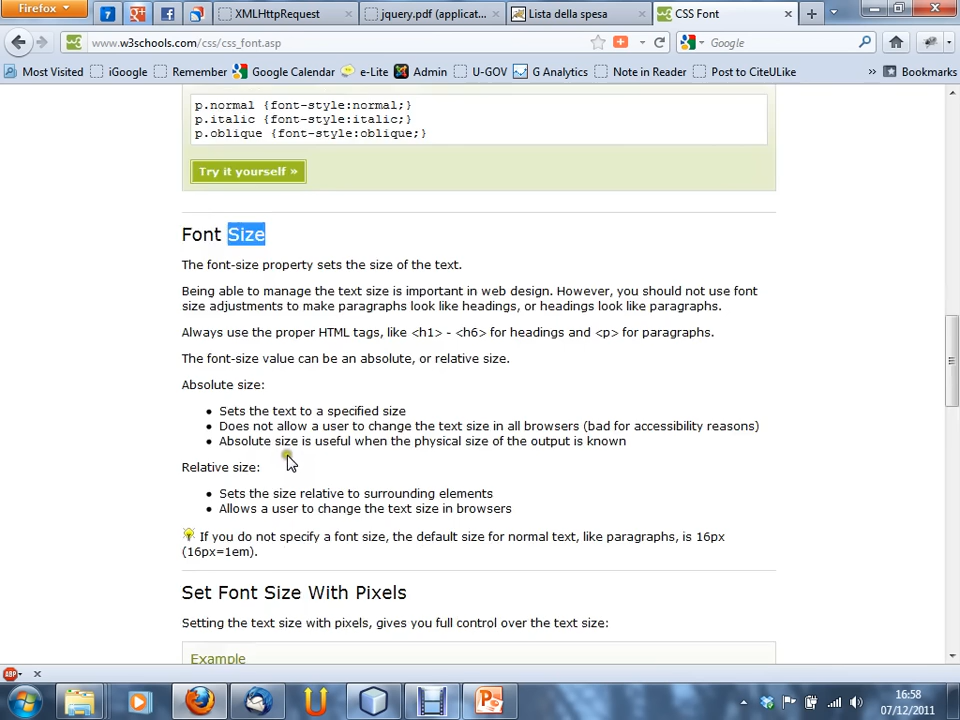 Firefox
7
XMLHttpRequest
jquery.pdf (applicat...
Lista della spesa
CSS Font
www.w3schools.com/css/css_font.asp
Google
Most Visited
iGoogle
Remember
Google Calendar
e-Lite
Admin
U-GOV
G Analytics
Note in Reader
Post to CiteULike
»
Bookmarks
p.normal {font-style:normal;}
p.italic {font-style:italic;}
p.oblique {font-style:oblique;}
Try it yourself »
Font Size
The font-size property sets the size of the text.
Being able to manage the text size is important in web design. However, you should not use font
size adjustments to make paragraphs look like headings, or headings look like paragraphs.
Always use the proper HTML tags, like <h1> - <h6> for headings and <p> for paragraphs.
The font-size value can be an absolute, or relative size.
Absolute size:
• Sets the text to a specified size
• Does not allow a user to change the text size in all browsers (bad for accessibility reasons)
• Absolute size is useful when the physical size of the output is known
Relative size:
• Sets the size relative to surrounding elements
• Allows a user to change the text size in browsers
If you do not specify a font size, the default size for normal text, like paragraphs, is 16px
(16px=1em).
Set Font Size With Pixels
Setting the text size with pixels, gives you full control over the text size:
Example
ABP
16:58
07/12/2011